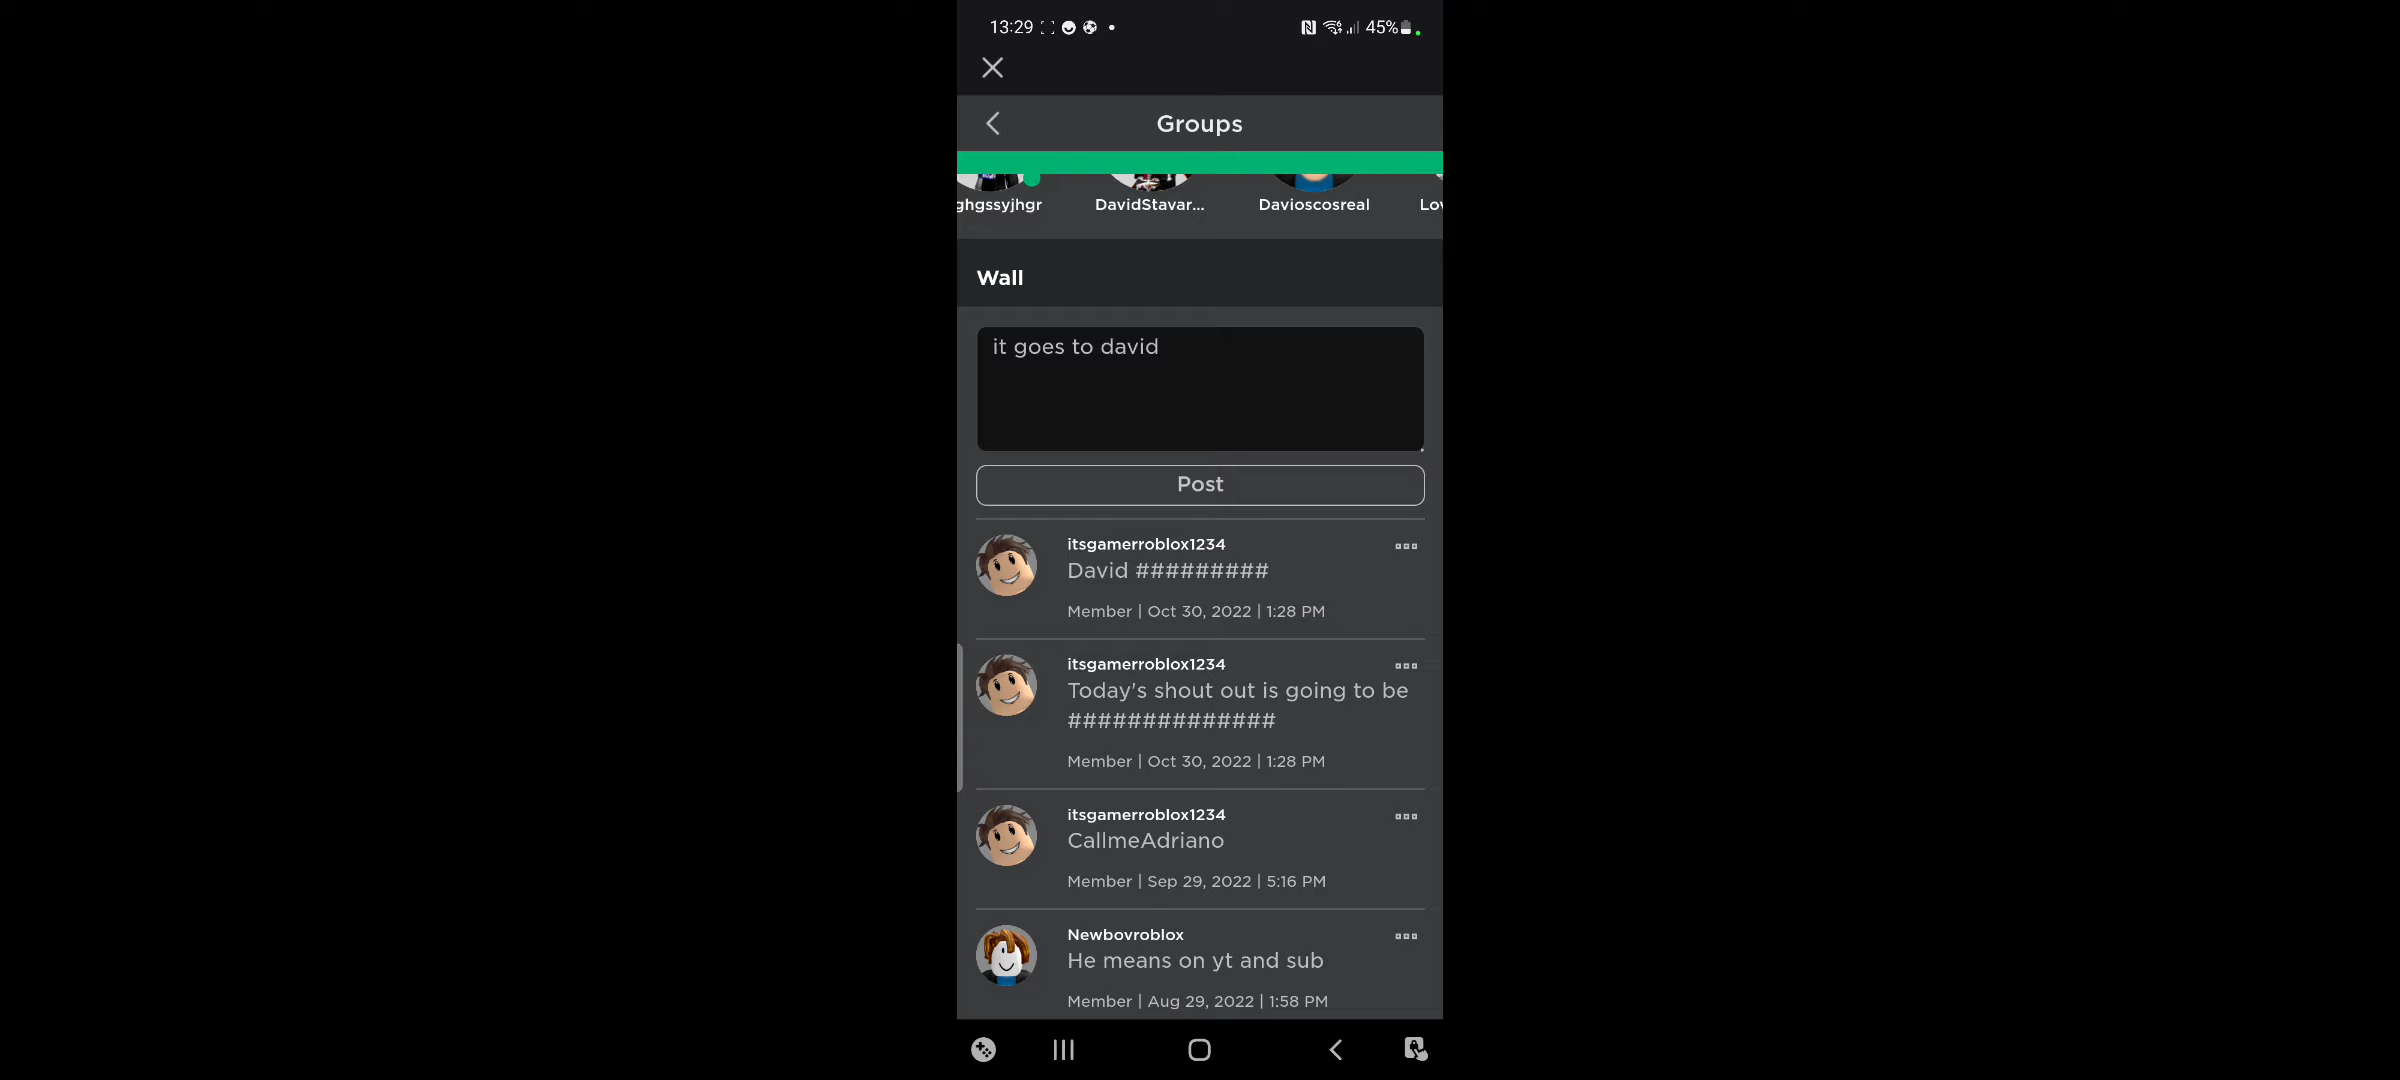 13:29
45%
Groups
ghgssyjhgr
DavidStavar...
Davioscosreal
Lov
Wall
it goes to david
Post
itsgamerroblox1234
David #########
Member | Oct 30, 2022 | 1:28 PM
itsgamerroblox1234
Today's shout out is going to be
##############
Member | Oct 30, 2022 | 1:28 PM
itsgamerroblox1234
CallmeAdriano
Member | Sep 29, 2022 | 5:16 PM
Newbovroblox
He means on yt and sub
Member | Aug 29, 2022 | 1:58 PM